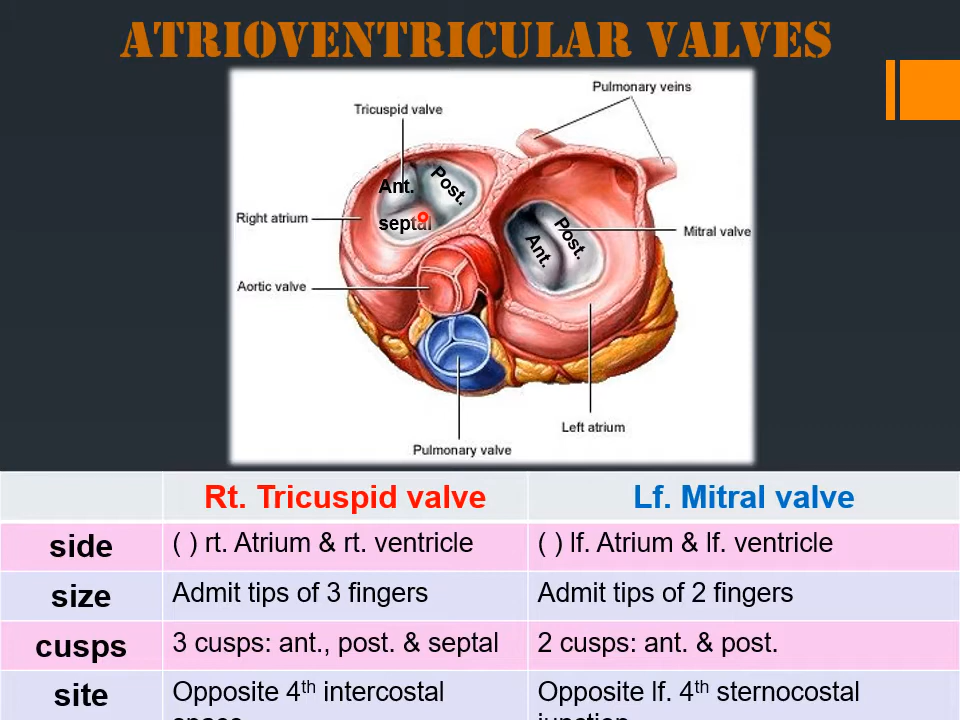 ATRIOVENTRICULAR VALVES
Pulmonary veins
Tricuspid valve
Ant.
Post.
septal
Right atrium
Mitral valve
Post.
Ant.
Aortic valve
Left atrium
Pulmonary valve
Rt. Tricuspid valve Lf. Mitral valve
side ( ) rt. Atrium & rt. ventricle ( ) lf. Atrium & lf. ventricle
size Admit tips of 3 fingers Admit tips of 2 fingers
cusps 3 cusps: ant., post. & septal 2 cusps: ant. & post.
site Opposite 4th intercostal Opposite lf. 4th sternocostal